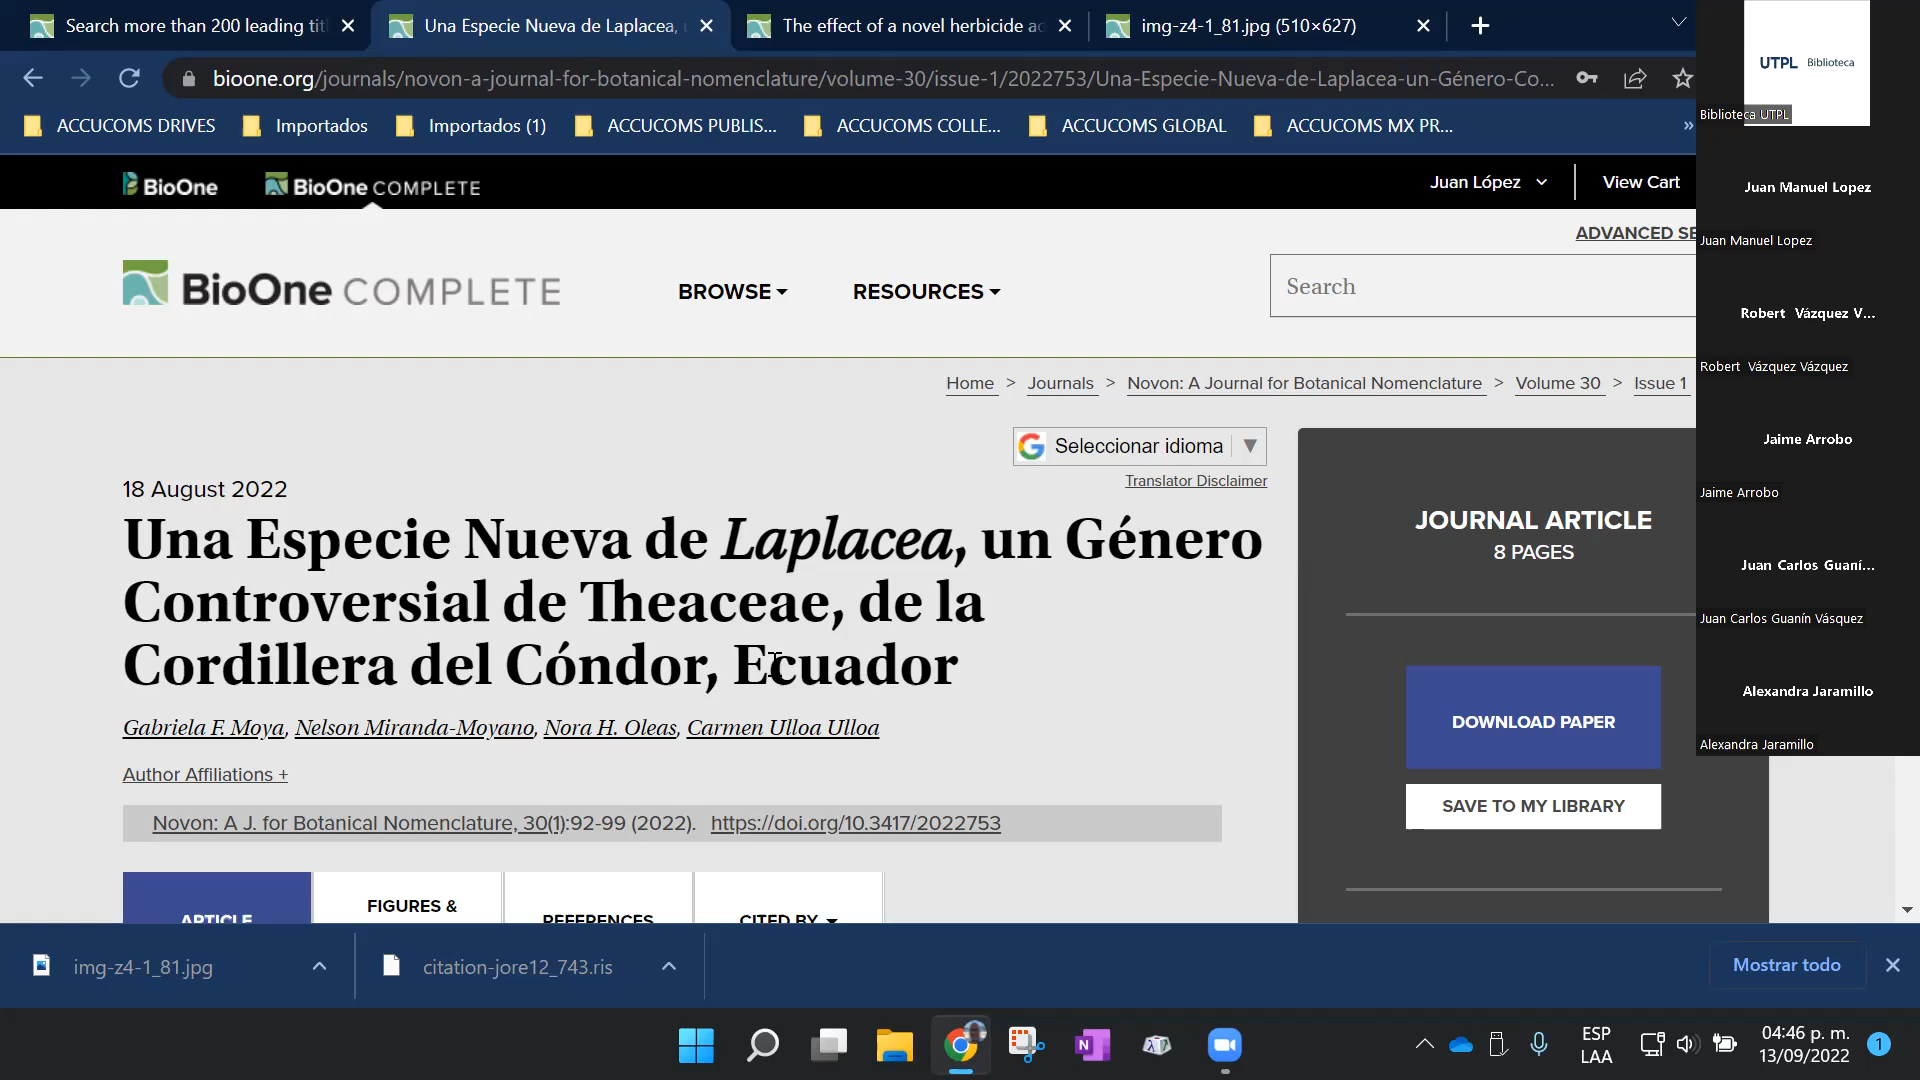 Search more than 200 leading tit
Una Especie Nueva de Laplacea,
The effect of a novel herbicide
img-z4-1_81.jpg (510×627)
bioone.org/journals/novon-a-journal-for-botanical-nomenclature/volume-30/issue-1/2022753/Una-Especie-Nueva-de-Laplacea-un-Género-Co...
ACCUCOMS DRIVES
Importados
Importados (1)
ACCUCOMS PUBLIS...
ACCUCOMS COLLE...
ACCUCOMS GLOBAL
ACCUCOMS MX PR...
»
BioOne
BioOne COMPLETE
Juan López
View Cart
ADVANCED SE
BioOne COMPLETE
BROWSE
RESOURCES
Search
Home > Journals > Novon: A Journal for Botanical Nomenclature > Volume 30 > Issue 1
Seleccionar idioma
Translator Disclaimer
18 August 2022
Una Especie Nueva de Laplacea, un Género
Controversial de Theaceae, de la
Cordillera del Cóndor, Ecuador
Gabriela F. Moya, Nelson Miranda-Moyano, Nora H. Oleas, Carmen Ulloa Ulloa
Author Affiliations +
Novon: A J. for Botanical Nomenclature, 30(1):92-99 (2022). https://doi.org/10.3417/2022753
ARTICLE
FIGURES &
REFERENCES
CITED BY
JOURNAL ARTICLE
8 PAGES
DOWNLOAD PAPER
SAVE TO MY LIBRARY
UTPL Biblioteca
Biblioteca UTPL
Juan Manuel Lopez
Juan Manuel Lopez
Robert Vázquez V...
Robert Vázquez Vázquez
Jaime Arrobo
Jaime Arrobo
Juan Carlos Guaní...
Juan Carlos Guanín Vásquez
Alexandra Jaramillo
Alexandra Jaramillo
img-z4-1_81.jpg
citation-jore12_743.ris
Mostrar todo
N
ESP
LAA
04:46 p. m.
13/09/2022
1